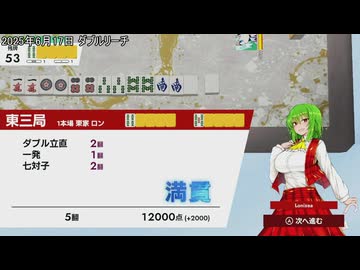 2025年6月17日 ダブルリーチ
残牌
53
東三局
1本場 東家 ロン
ダブル立直 2翻
一発 1翻
七対子 2翻
満貫
5翻 12000点 (+2000)
Lanizea
Ⓐ 次へ進む